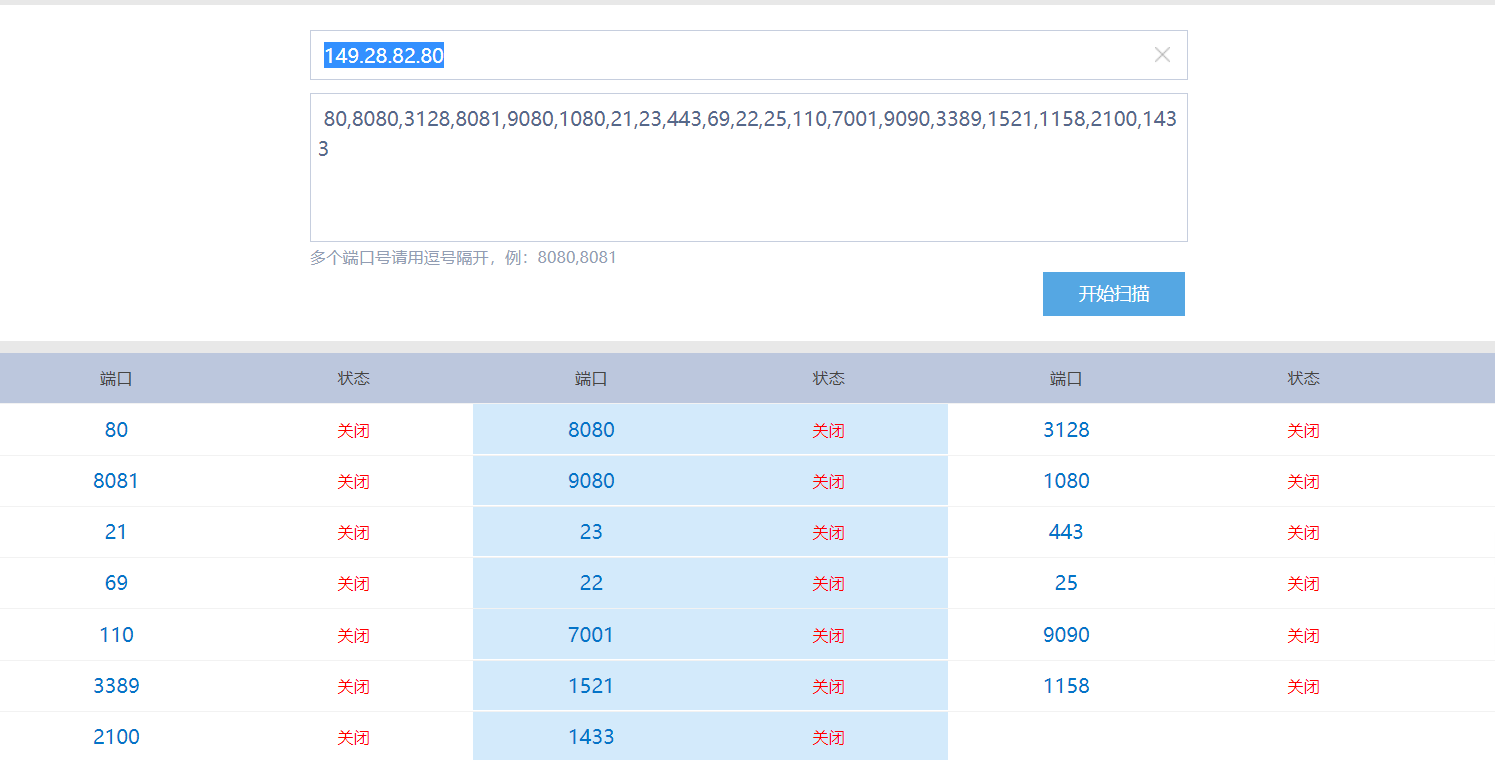 149.28.82.80
80,8080,3128,8081,9080,1080,21,23,443,69,22,25,110,7001,9090,3389,1521,1158,2100,143
3
多个端口号请用逗号隔开，例：8080,8081
开始扫描
端口 状态 端口 状态 端口 状态
80 关闭 8080 关闭 3128 关闭
8081 关闭 9080 关闭 1080 关闭
21 关闭 23 关闭 443 关闭
69 关闭 22 关闭 25 关闭
110 关闭 7001 关闭 9090 关闭
3389 关闭 1521 关闭 1158 关闭
2100 关闭 1433 关闭